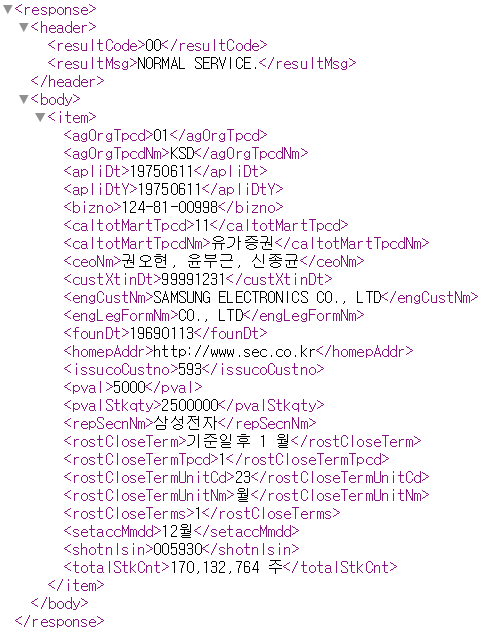 <response>
<header>
<resultCode>00</resultCode>
<resultMsg>NORMAL SERVICE.</resultMsg>
</header>
<body>
<item>
<agOrgTpcd>01</agOrgTpcd>
<agOrgTpcdNm>KSD</agOrgTpcdNm>
<apliDt>19750611</apliDt>
<apliDtY>19750611</apliDtY>
<bizno>124-81-00998</bizno>
<caltotMartTpcd>11</caltotMartTpcd>
<caltotMartTpcdNm>유가증권</caltotMartTpcdNm>
<ceoNm>권오현, 윤부근, 신종균</ceoNm>
<custXtinDt>99991231</custXtinDt>
<engCustNm>SAMSUNG ELECTRONICS CO., LTD</engCustNm>
<engLegFormNm>CO., LTD</engLegFormNm>
<founDt>19690113</founDt>
<homepAddr>http://www.sec.co.kr</homepAddr>
<issucoCustno>593</issucoCustno>
<pval>5000</pval>
<pvalStkqty>2500000</pvalStkqty>
<repSecnNm>삼성전자</repSecnNm>
<rostCloseTerm>기준일후 1 월</rostCloseTerm>
<rostCloseTermTpcd>1</rostCloseTermTpcd>
<rostCloseTermUnitCd>23</rostCloseTermUnitCd>
<rostCloseTermUnitNm>월</rostCloseTermUnitNm>
<rostCloseTerms>1</rostCloseTerms>
<setaccMmdd>12월</setaccMmdd>
<shotnIsin>005930</shotnIsin>
<totalStkCnt>170,132,764 주</totalStkCnt>
</item>
</body>
</response>